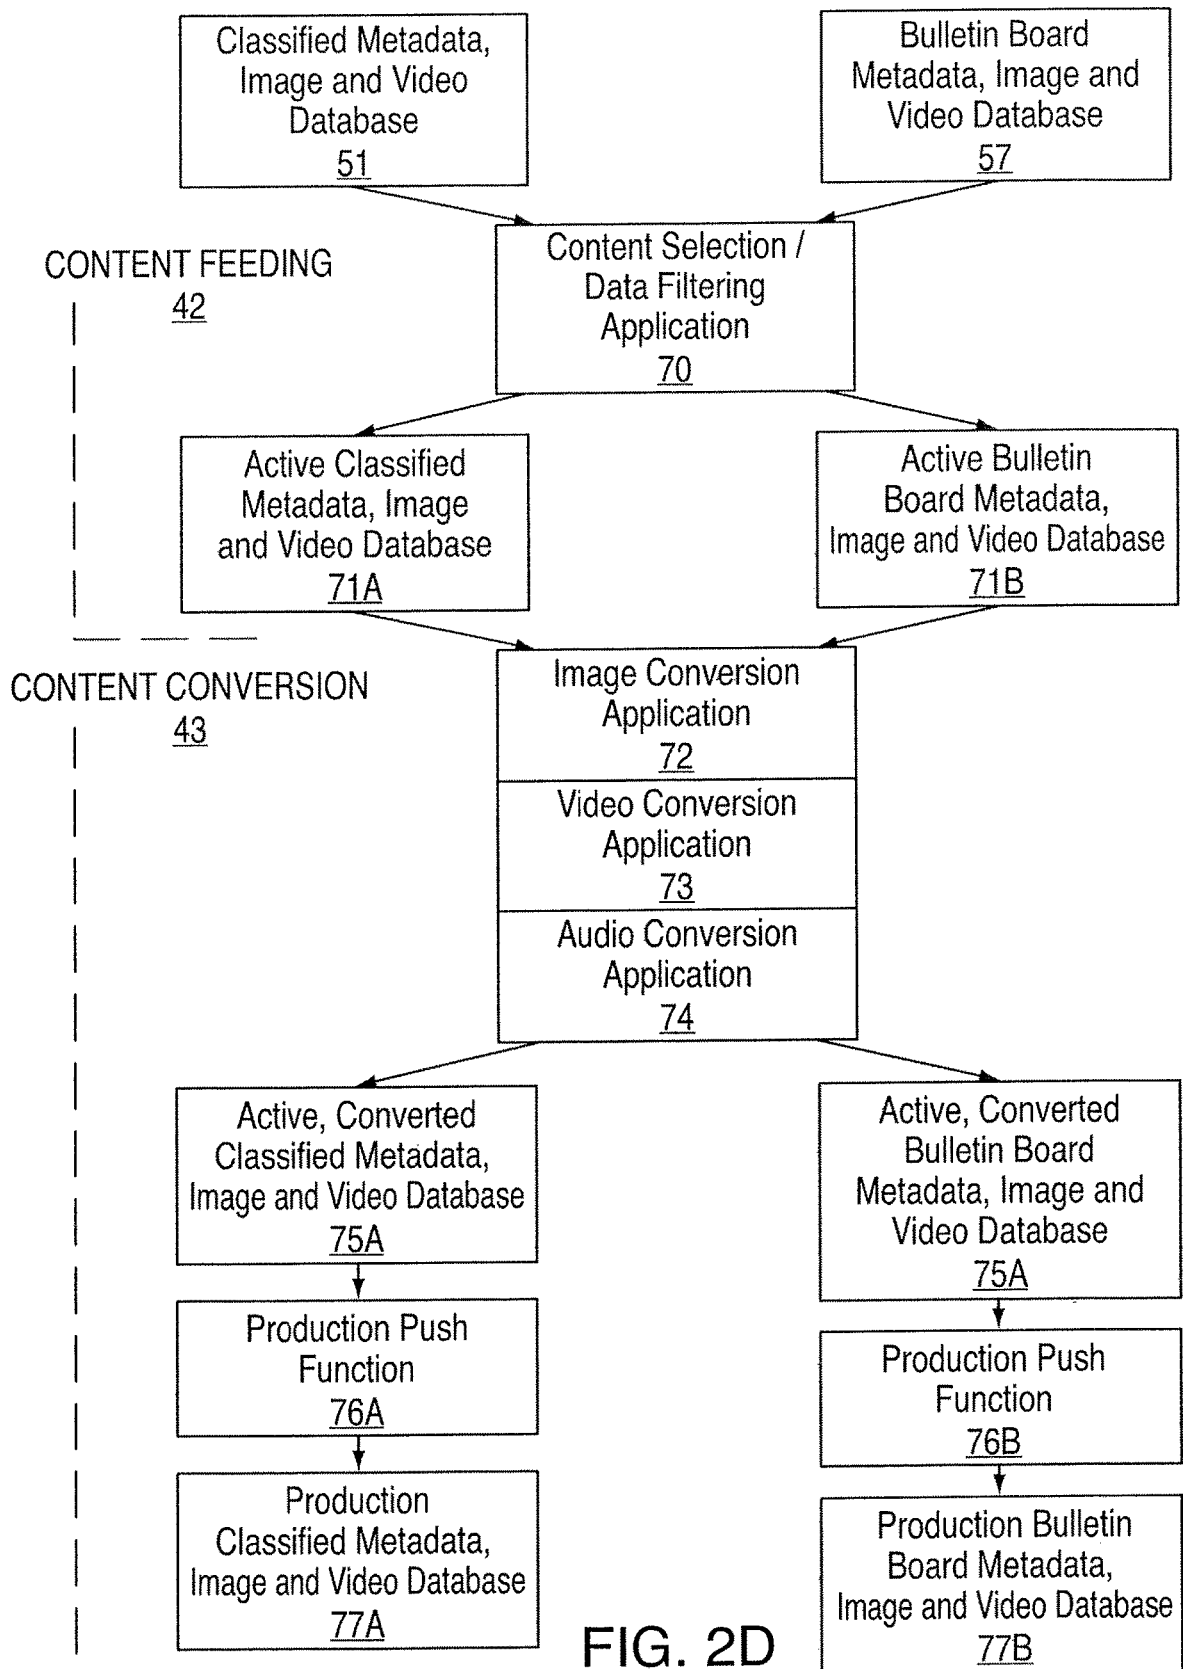 Classified Metadata,
Image and Video
Database
51
Bulletin Board
Metadata, Image and
Video Database
57
CONTENT FEEDING
42
Content Selection /
Data Filtering
Application
70
Active Classified
Metadata, Image
and Video Database
71A
Active Bulletin
Board Metadata,
Image and Video Database
71B
CONTENT CONVERSION
43
Image Conversion
Application
72
Video Conversion
Application
73
Audio Conversion
Application
74
Active, Converted
Classified Metadata,
Image and Video Database
75A
Active, Converted
Bulletin Board
Metadata, Image and
Video Database
75A
Production Push
Function
76A
Production Push
Function
76B
Production
Classified Metadata,
Image and Video Database
77A
Production Bulletin
Board Metadata,
Image and Video Database
77B
FIG. 2D